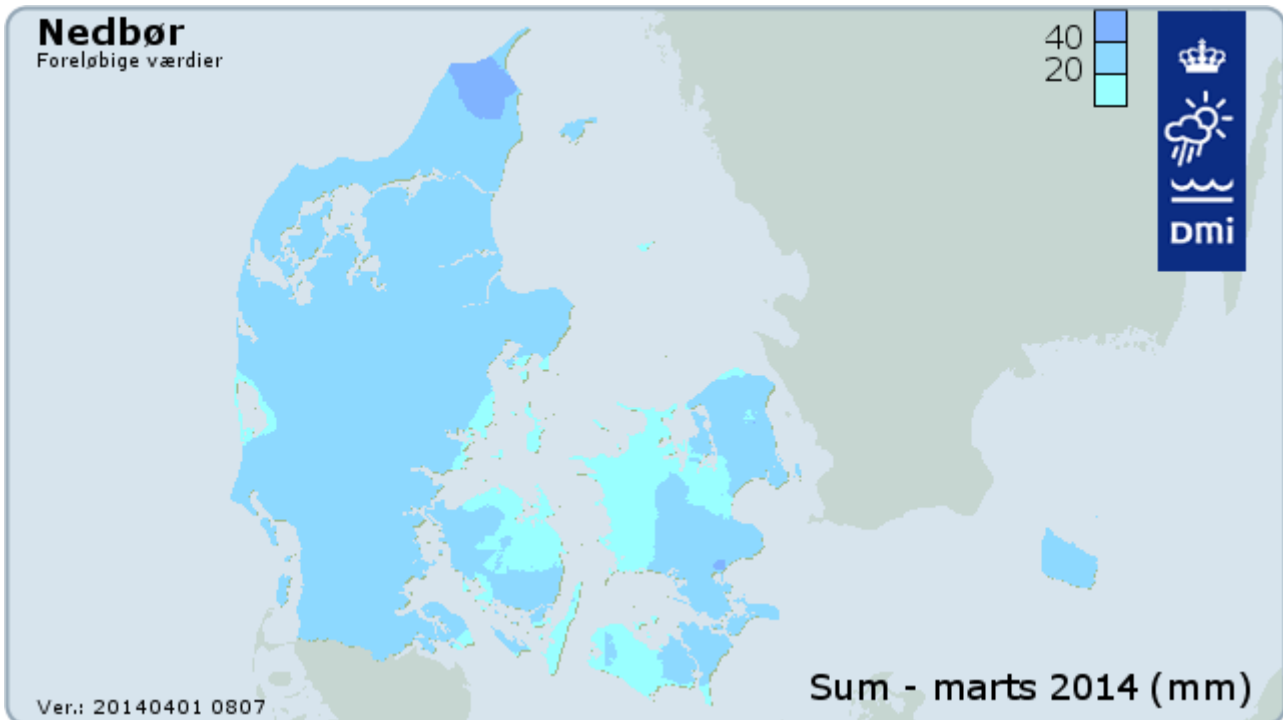 Nedbør
Foreløbige værdier
40
20
DMi
Sum - marts 2014 (mm)
Ver.: 20140401 0807